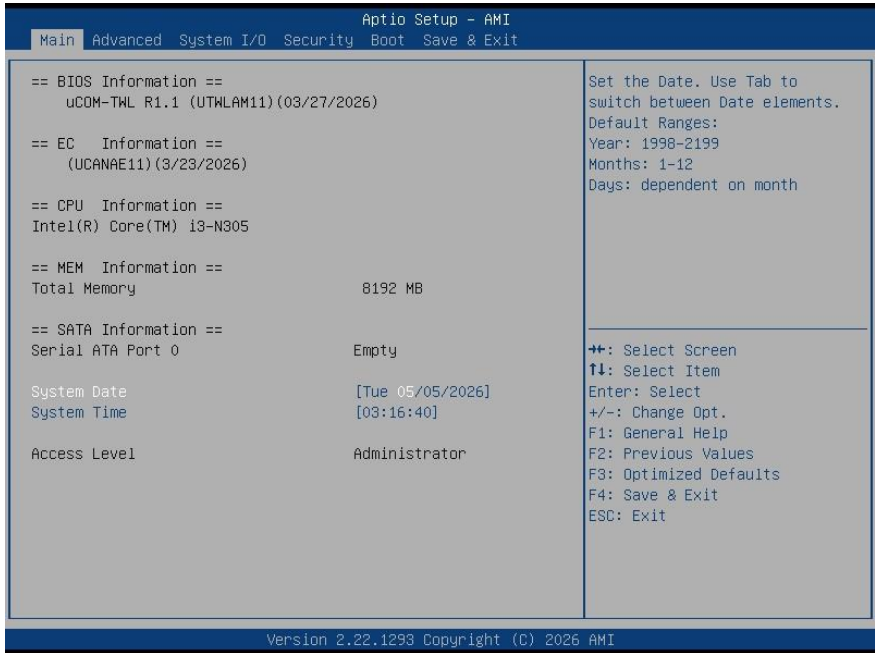 Aptio Setup – AMI
Main Advanced System I/O Security Boot Save & Exit
== BIOS Information ==
uCOM-TWL R1.1 (UTWLAM11)(03/27/2026)
== EC Information ==
(UCANAE11)(3/23/2026)
== CPU Information ==
Intel(R) Core(TM) i3-N305
== MEM Information ==
Total Memory 8192 MB
== SATA Information ==
Serial ATA Port 0 Empty
System Date [Tue 05/05/2026]
System Time [03:16:40]
Access Level Administrator
Set the Date. Use Tab to
switch between Date elements.
Default Ranges:
Year: 1998-2199
Months: 1-12
Days: dependent on month
→←: Select Screen
↑↓: Select Item
Enter: Select
+/-: Change Opt.
F1: General Help
F2: Previous Values
F3: Optimized Defaults
F4: Save & Exit
ESC: Exit
Version 2.22.1293 Copyright (C) 2026 AMI